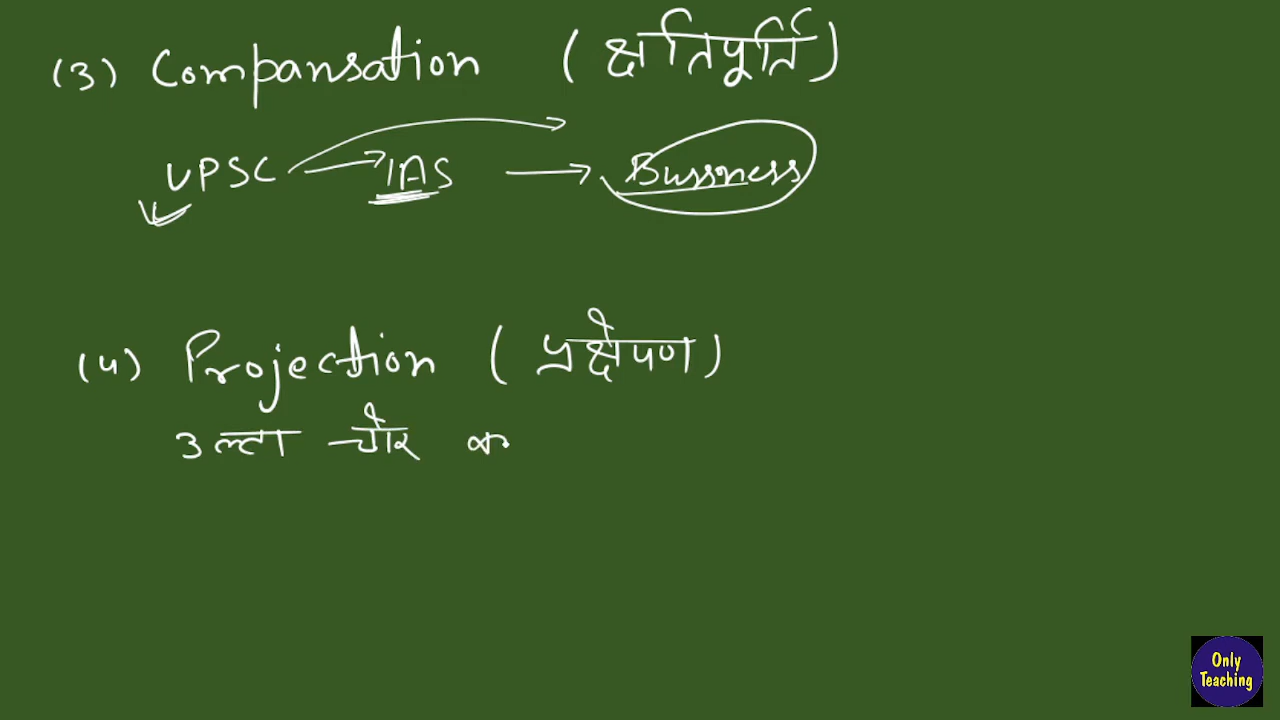 (3) Compansation (क्षतिपूर्ति)
UPSC → IAS → Bussness
(4) Projection (प्रक्षेपण)
उल्टा चोर क
Only
Teaching